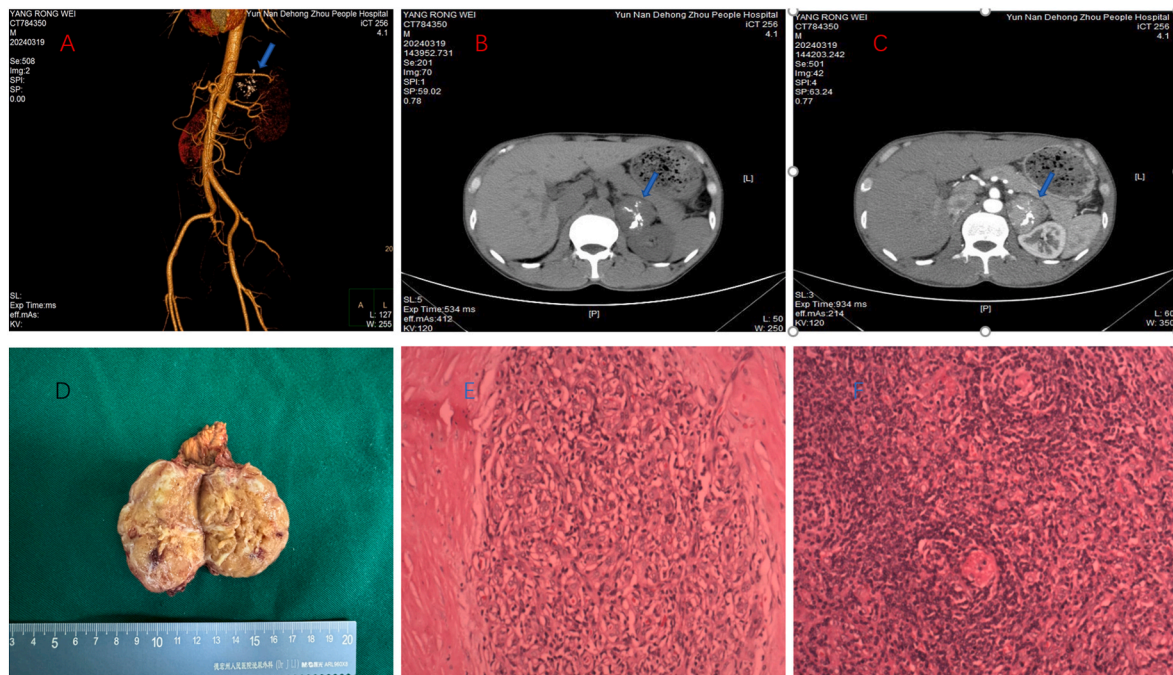 A
YANG RONG WEI
CT784350
M
20240319
Se:508
Img:2
SPI:
SP:
0.00
Yun Nan Dehong Zhou People Hospital
iCT 256
4.1
20
SL:
Exp Time:ms
eff.mAs:
KV:
A L
L: 127
W: 255
B
YANG RONG WEI
CT784350
M
20240319
143952.731
Se:201
Img:70
SPI:1
SP:59.02
0.78
Yun Nan Dehong Zhou People Hospital
iCT 256
4.1
[L]
SL:5
Exp Time:534 ms
eff.mAs:412
KV:120
[P]
L: 50
W: 250
C
YANG RONG WEI
CT784350
M
20240319
144203.242
Se:501
Img:42
SPI:4
SP:63.24
0.77
Yun Nan Dehong Zhou People Hospital
iCT 256
4.1
[L]
SL:3
Exp Time:934 ms
eff.mAs:214
KV:120
[P]
L: 60
W: 350
D
3 4 5 6 7 8 9 10 11 12 13 14 15 16 17 18 19 20
E
F